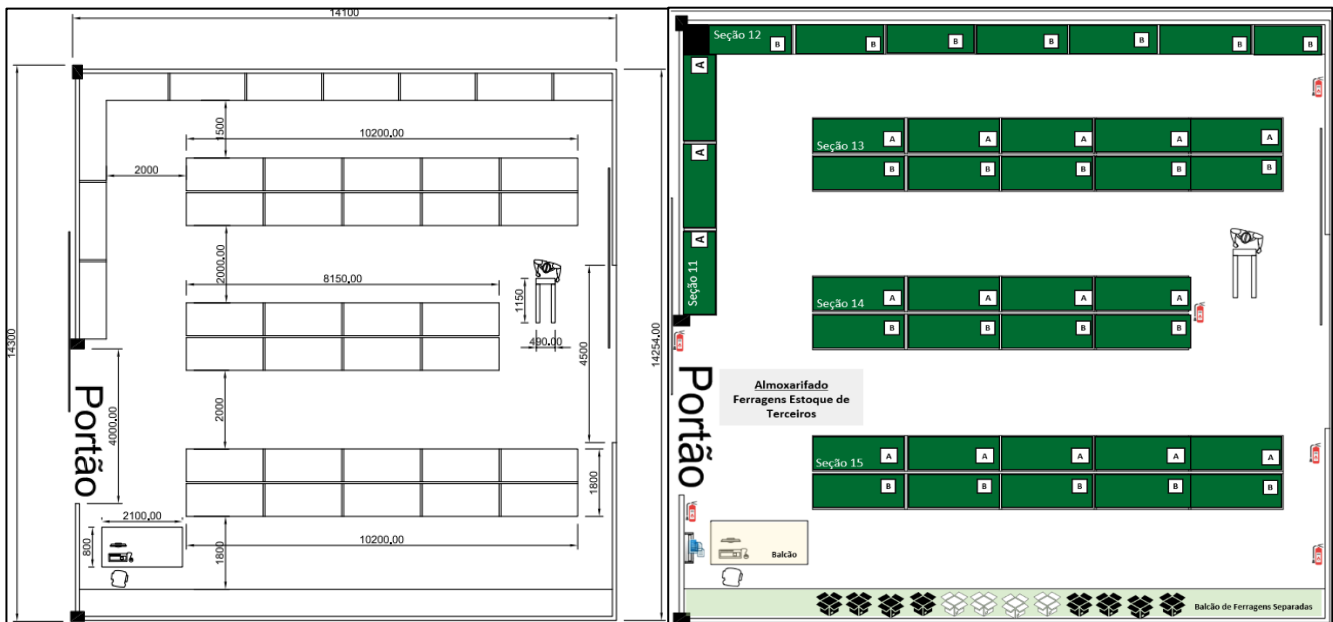 14100
10200.00
1500
2000
2000.00
8150.00
1150
490.00
4500
14300
14254.00
Portão
4000.00
2000
1800
2100.00
800
10200.00
1800
Seção 12
B
B
B
B
B
B
B
A
A
A
Seção 11
Seção 13
A
A
A
A
A
B
B
B
B
B
Seção 14
A
A
A
B
B
B
B
Portão
Almoxarifado
Ferragens Estoque de
Terceiros
Seção 15
A
A
A
A
A
B
B
B
B
B
Balcão
Balcão de Ferragens Separadas